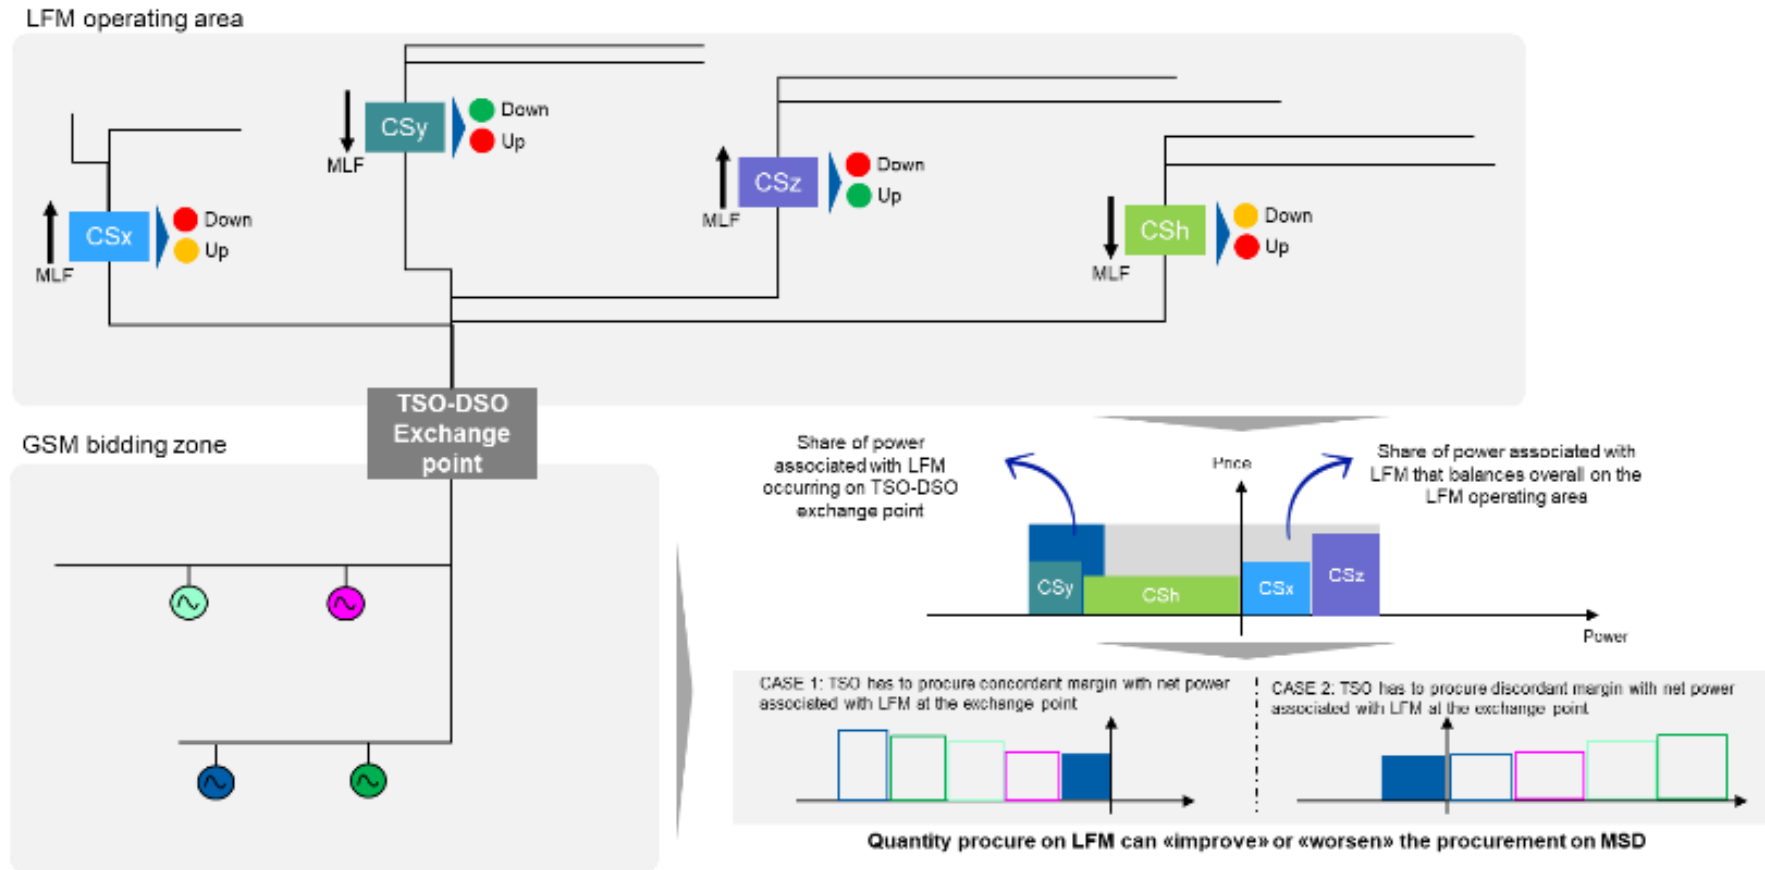 LFM operating area
CSy
Down
Up
MLF
CSz
Down
Up
MLF
CSx
Down
Up
MLF
CSh
Down
Up
MLF
TSO-DSO
Exchange
point
GSM bidding zone
Share of power
associated with LFM
occurring on TSO-DSO
exchange point
Price
Share of power associated with
LFM that balances overall on the
LFM operating area
CSy
CSh
CSx
CSz
Power
CASE 1: TSO has to procure concordant margin with net power
associated with LFM at the exchange point
CASE 2: TSO has to procure discordant margin with net power
associated with LFM at the exchange point
Quantity procure on LFM can «improve» or «worsen» the procurement on MSD